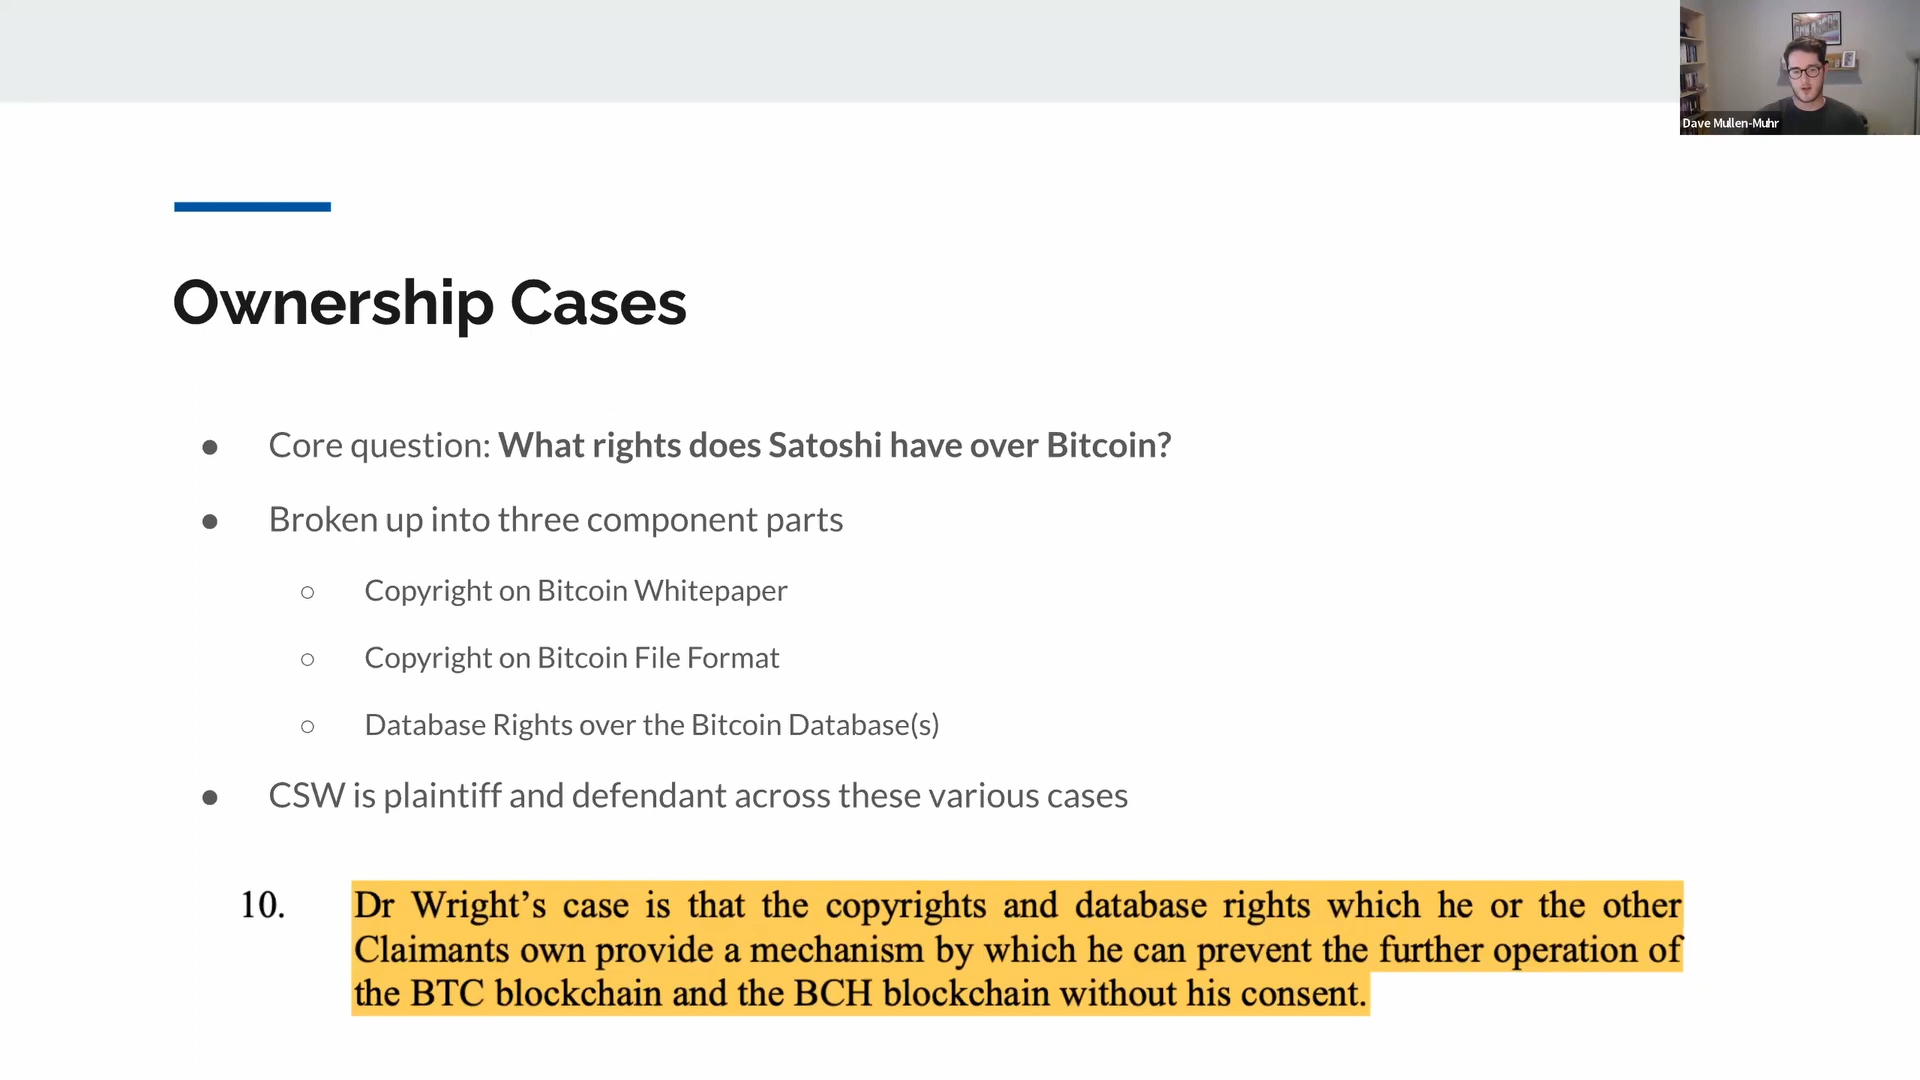 Dave Mullen-Muhr
Ownership Cases
● Core question: What rights does Satoshi have over Bitcoin?
● Broken up into three component parts
○ Copyright on Bitcoin Whitepaper
○ Copyright on Bitcoin File Format
○ Database Rights over the Bitcoin Database(s)
● CSW is plaintiff and defendant across these various cases
10. Dr Wright’s case is that the copyrights and database rights which he or the other
Claimants own provide a mechanism by which he can prevent the further operation of
the BTC blockchain and the BCH blockchain without his consent.